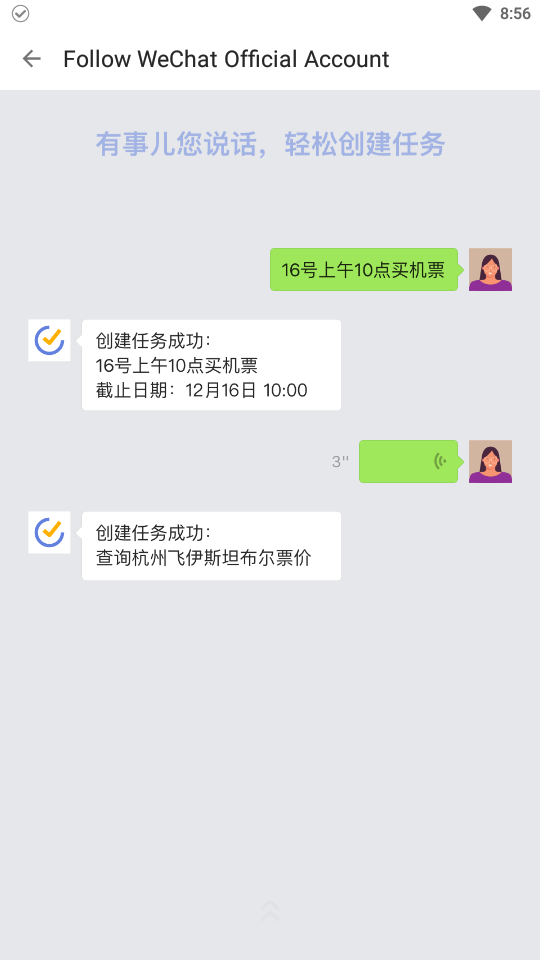 8:56
Follow WeChat Official Account
有事儿您说话，轻松创建任务
16号上午10点买机票
创建任务成功：
16号上午10点买机票
截止日期：12月16日 10:00
3''
创建任务成功：
查询杭州飞伊斯坦布尔票价